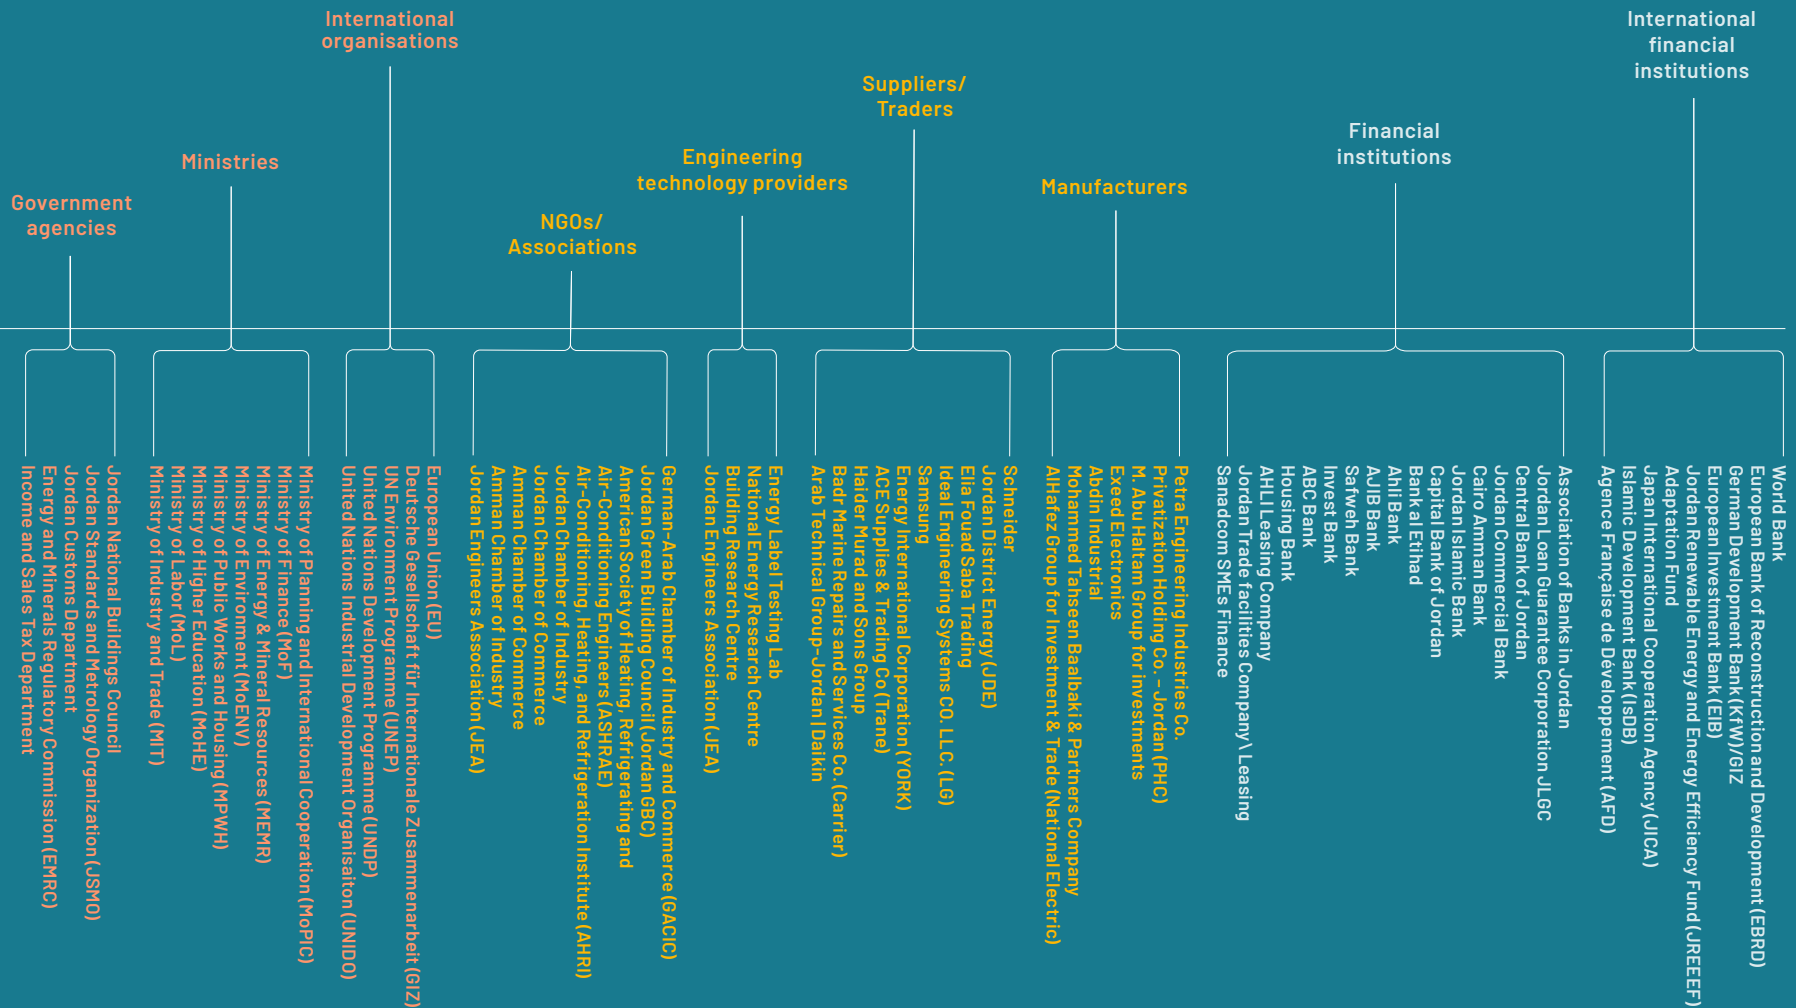 Government
agencies
Income and Sales Tax Department
Energy and Minerals Regulatory Commission (EMRC)
Jordan Customs Department
Jordan Standards and Metrology Organization (JSMO)
Jordan National Buildings Council
Ministries
Ministry of Industry and Trade (MIT)
Ministry of Labor (MoL)
Ministry of Higher Education (MoHE)
Ministry of Public Works and Housing (MPWH)
Ministry of Environment (MoENV)
Ministry of Energy & Mineral Resources (MEMR)
Ministry of Finance (MoF)
Ministry of Planning and International Cooperation (MoPIC)
International
organisations
United Nations Industrial Development Organisaiton (UNIDO)
United Nations Development Programme (UNDP)
UN Environment Programme (UNEP)
Deutsche Gesellschaft für Internationale Zusammenarbeit (GIZ)
European Union (EU)
NGOs/
Associations
Jordan Engineers Association (JEA)
Amman Chamber of Industry
Amman Chamber of Commerce
Jordan Chamber of Commerce
Jordan Chamber of Industry
Air-Conditioning, Heating, and Refrigeration Institute (AHRI)
Air-Conditioning Engineers (ASHRAE)
American Society of Heating, Refrigerating and
Jordan Green Building Council (Jordan GBC)
German-Arab Chamber of Industry and Commerce (GACIC)
Engineering
technology providers
Jordan Engineers Association (JEA)
Building Research Centre
National Energy Research Centre
Energy Label Testing Lab
Suppliers/
Traders
Arab Technical Group-Jordan | Daikin
Badr Marine Repairs and Services Co. (Carrier)
Haider Murad and Sons Group
ACE Supplies & Trading Co (Trane)
Energy International Corporation (YORK)
Samsung
Ideal Engineering Systems CO. LLC. (LG)
Elia Fouad Saba Trading
Jordan District Energy (JDE)
Schneider
Manufacturers
AlHafez Group for Investment & Trade (National Electric)
Mohammed Tahseen Baalbaki & Partners Company
Abdin Industrial
Exeed Electronics
M. Abu Haltam Group for investments
Privatization Holding Co. - Jordan (PHC)
Petra Engineering Industries Co.
Financial
institutions
Sanadcom SMEs Finance
Jordan Trade facilities Company \ Leasing
AHLI Leasing Company
Housing Bank
ABC Bank
Invest Bank
Safweh Bank
AJIB Bank
Ahli Bank
Bank al Etihad
Capital Bank of Jordan
Jordan Islamic Bank
Cairo Amman Bank
Jordan Commercial Bank
Central Bank of Jordan
Jordan Loan Guarantee Corporation JLGC
Association of Banks in Jordan
International
financial
institutions
Agence Française de Développement (AFD)
Islamic Development Bank (IsDB)
Japan International Cooperation Agency (JICA)
Adaptation Fund
Jordan Renewable Energy and Energy Efficiency Fund (JREEEF)
European Investment Bank (EIB)
German Development Bank (KfW)/GIZ
European Bank of Reconstruction and Development (EBRD)
World Bank